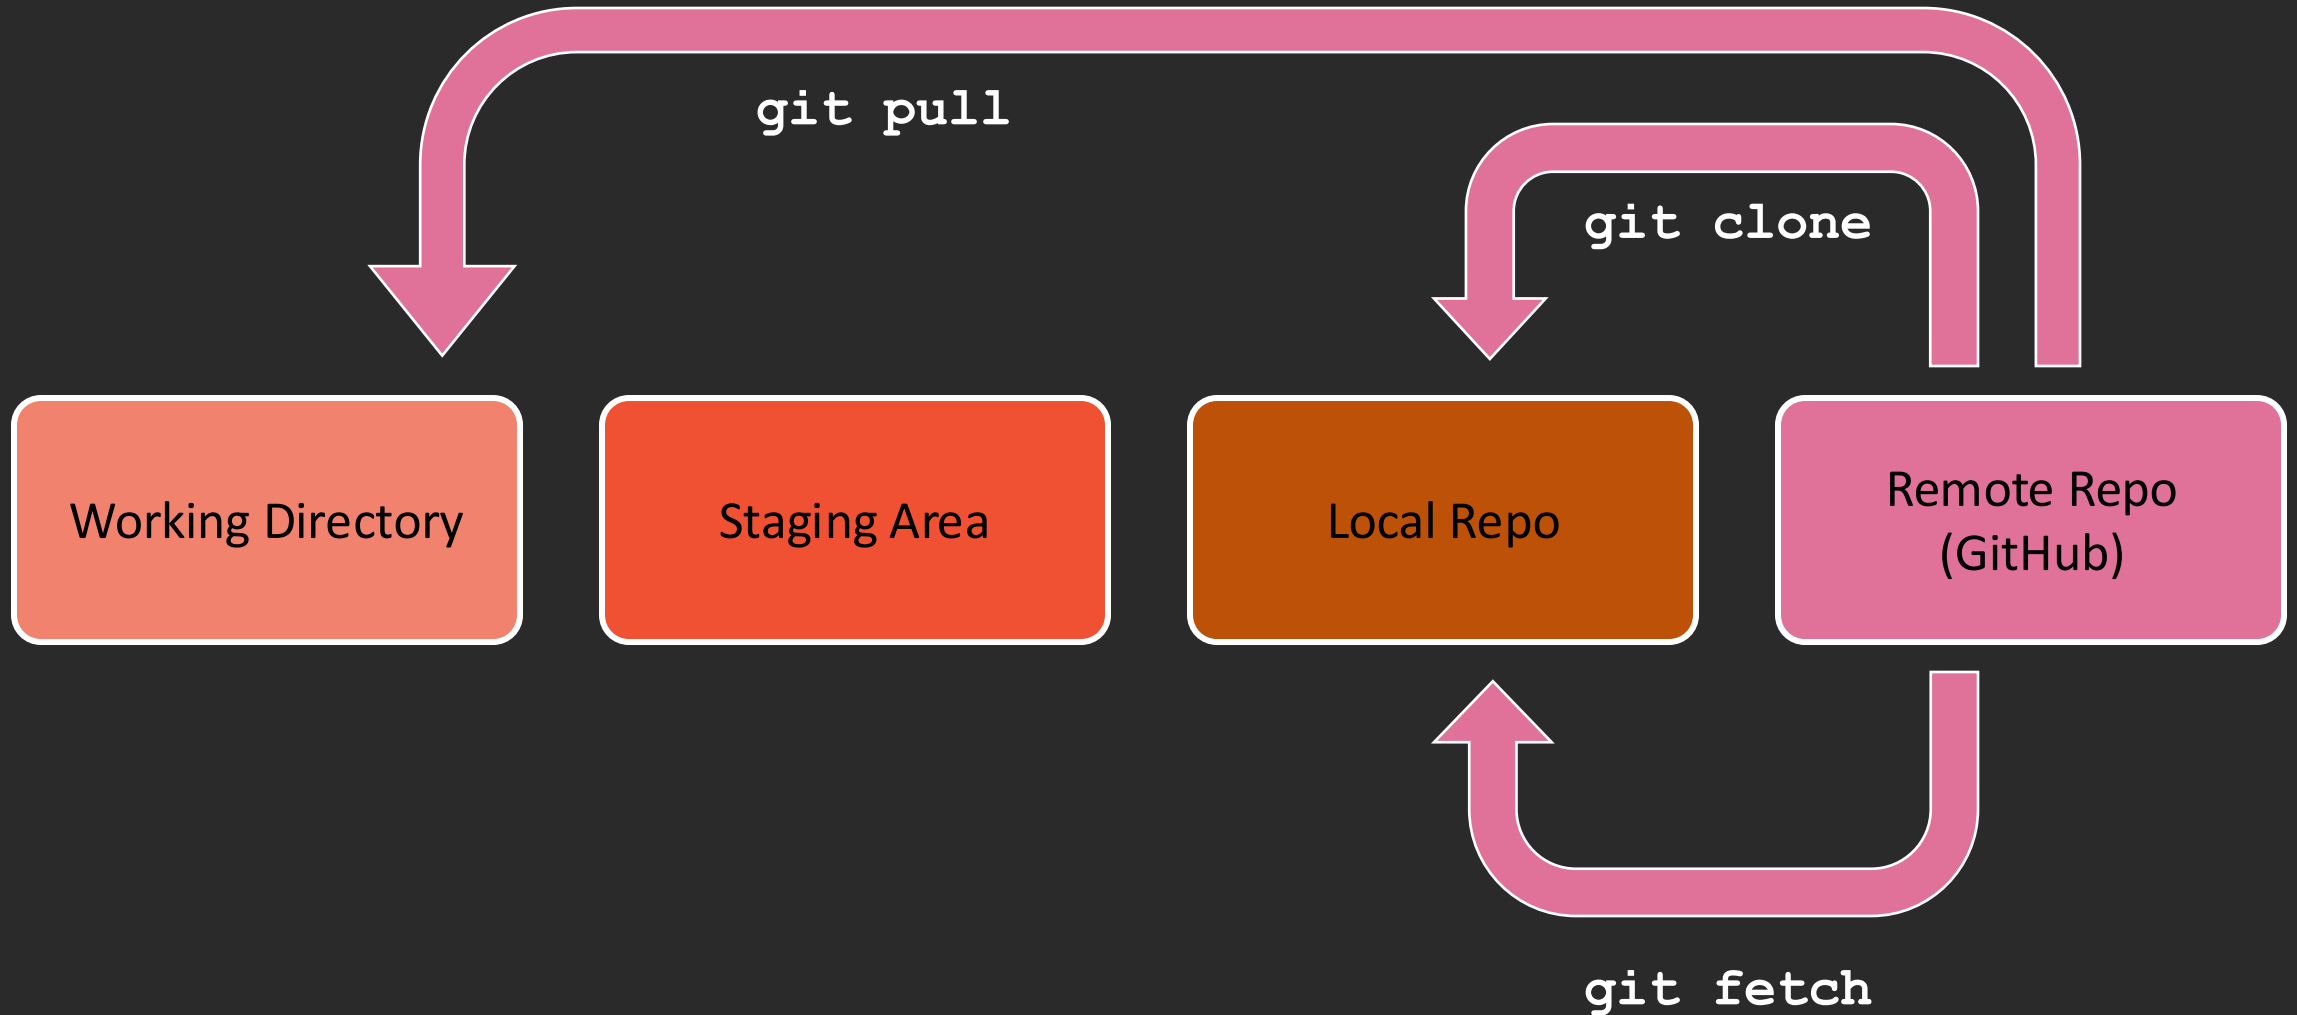 git pull
git clone
Working Directory
Staging Area
Local Repo
Remote Repo
(GitHub)
git fetch